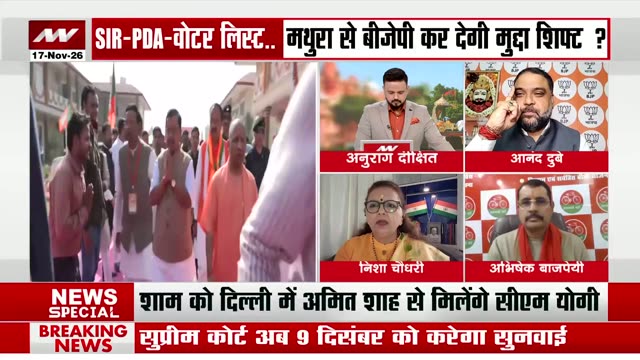 SIR-PDA-वोटर लिस्ट.. मथुरा से बीजेपी कर देगी मुद्दा शिफ्ट ?
17-Nov-26
अनुराग दीक्षित
आनंद दुबे
BJP
निशा चौधरी
अभिषेक बाजपेयी
NEWS SPECIAL
शाम को दिल्ली में अमित शाह से मिलेंगे सीएम योगी
BREAKING NEWS
सुप्रीम कोर्ट अब 9 दिसंबर को करेगा सुनवाई